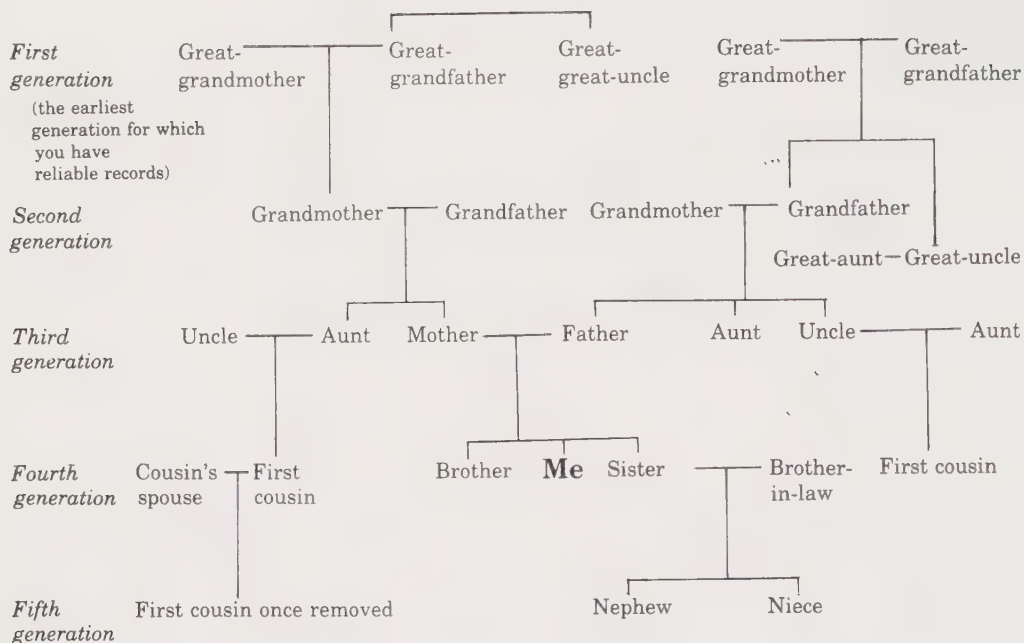 First generation
(the earliest
generation for which
you have
reliable records)
Great-grandmother Great-grandfather Great-great-uncle Great-grandmother Great-grandfather
Second generation
Grandmother Grandfather Grandmother Grandfather
Great-aunt Great-uncle
Third generation
Uncle Aunt Mother Father Aunt Uncle Aunt
Fourth generation
Cousin's spouse First cousin Brother Me Sister Brother-in-law First cousin
Fifth generation
First cousin once removed Nephew Niece